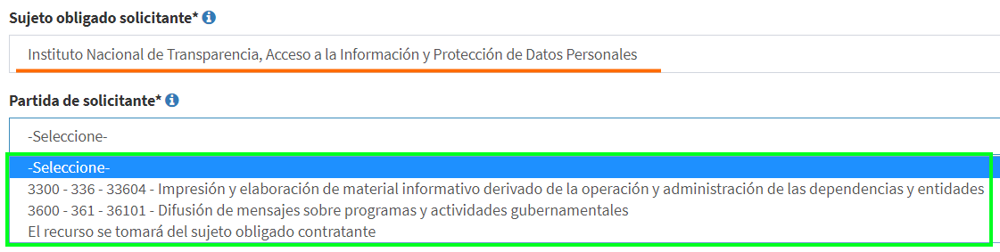 Sujeto obligado solicitante*
Instituto Nacional de Transparencia, Acceso a la Información y Protección de Datos Personales
Partida de solicitante*
-Seleccione-
-Seleccione-
3300 - 336 - 33604 - Impresión y elaboración de material informativo derivado de la operación y administración de las dependencias y entidades
3600 - 361 - 36101 - Difusión de mensajes sobre programas y actividades gubernamentales
El recurso se tomará del sujeto obligado contratante